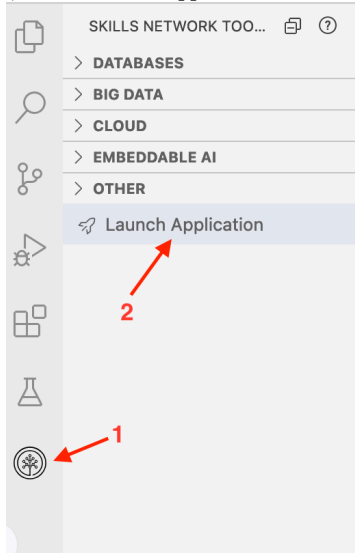 SKILLS NETWORK TOO...
DATABASES
BIG DATA
CLOUD
EMBEDDABLE AI
OTHER
Launch Application
2
1